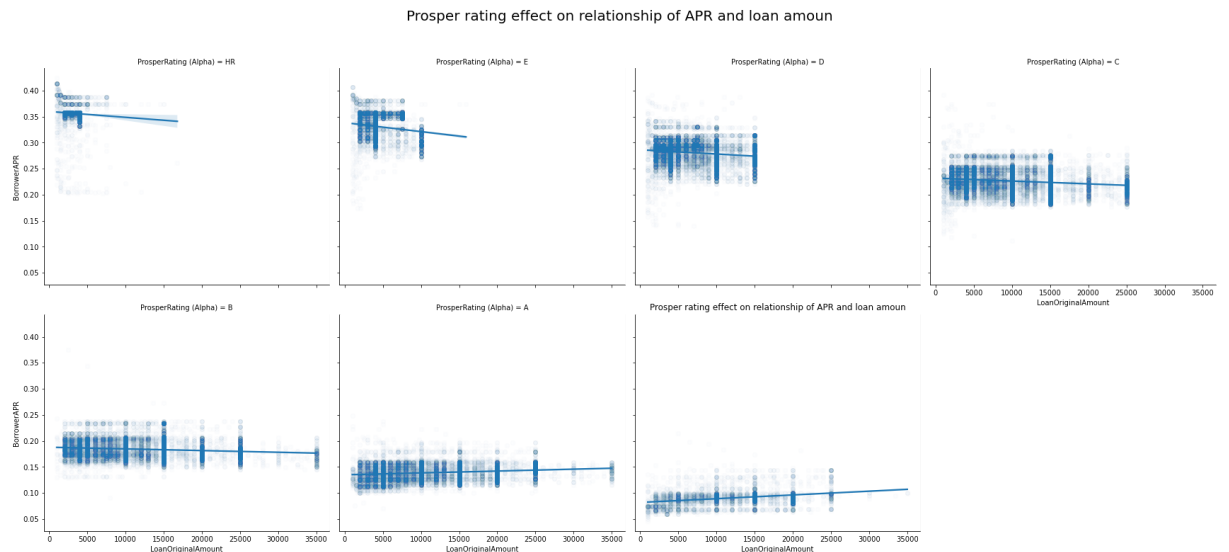 Prosper rating effect on relationship of APR and loan amoun
ProsperRating (Alpha) = HR
ProsperRating (Alpha) = E
ProsperRating (Alpha) = D
ProsperRating (Alpha) = C
BorrowerAPR
0.40
0.35
0.30
0.25
0.20
0.15
0.10
0.05
0 5000 10000 15000 20000 25000 30000 35000
LoanOriginalAmount
ProsperRating (Alpha) = B
ProsperRating (Alpha) = A
Prosper rating effect on relationship of APR and loan amoun
BorrowerAPR
0.40
0.35
0.30
0.25
0.20
0.15
0.10
0.05
0 5000 10000 15000 20000 25000 30000 35000
LoanOriginalAmount
0 5000 10000 15000 20000 25000 30000 35000
LoanOriginalAmount
0 5000 10000 15000 20000 25000 30000 35000
LoanOriginalAmount